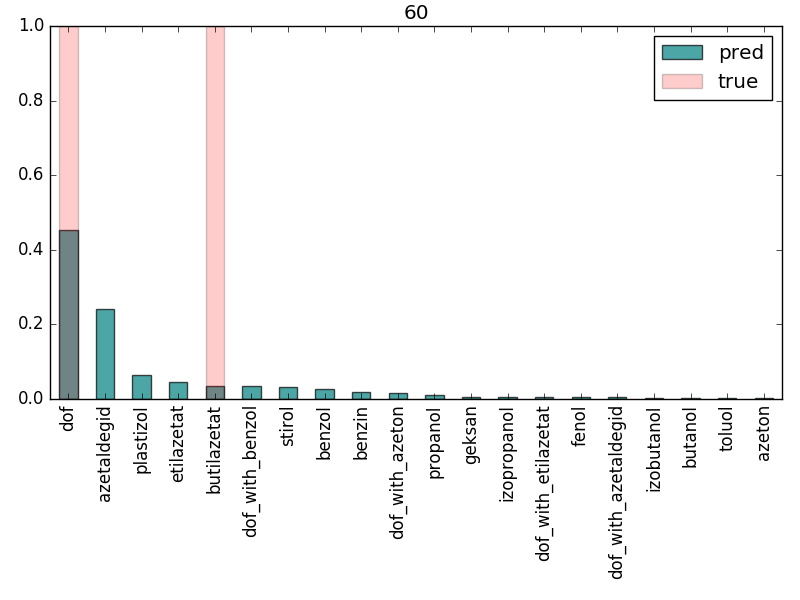 60
1.0
0.8
0.6
0.4
0.2
0.0
pred
true
dof
azetaldegid
plastizol
etilazetat
butilazetat
dof_with_benzol
stirol
benzol
benzin
dof_with_azeton
propanol
geksan
izopropanol
dof_with_etilazetat
fenol
dof_with_azetaldegid
izobutanol
butanol
toluol
azeton